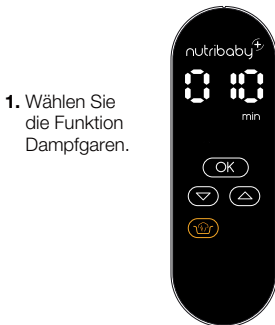 1. Wählen Sie
die Funktion
Dampfgaren.
nutribaby+
0 10
min
OK